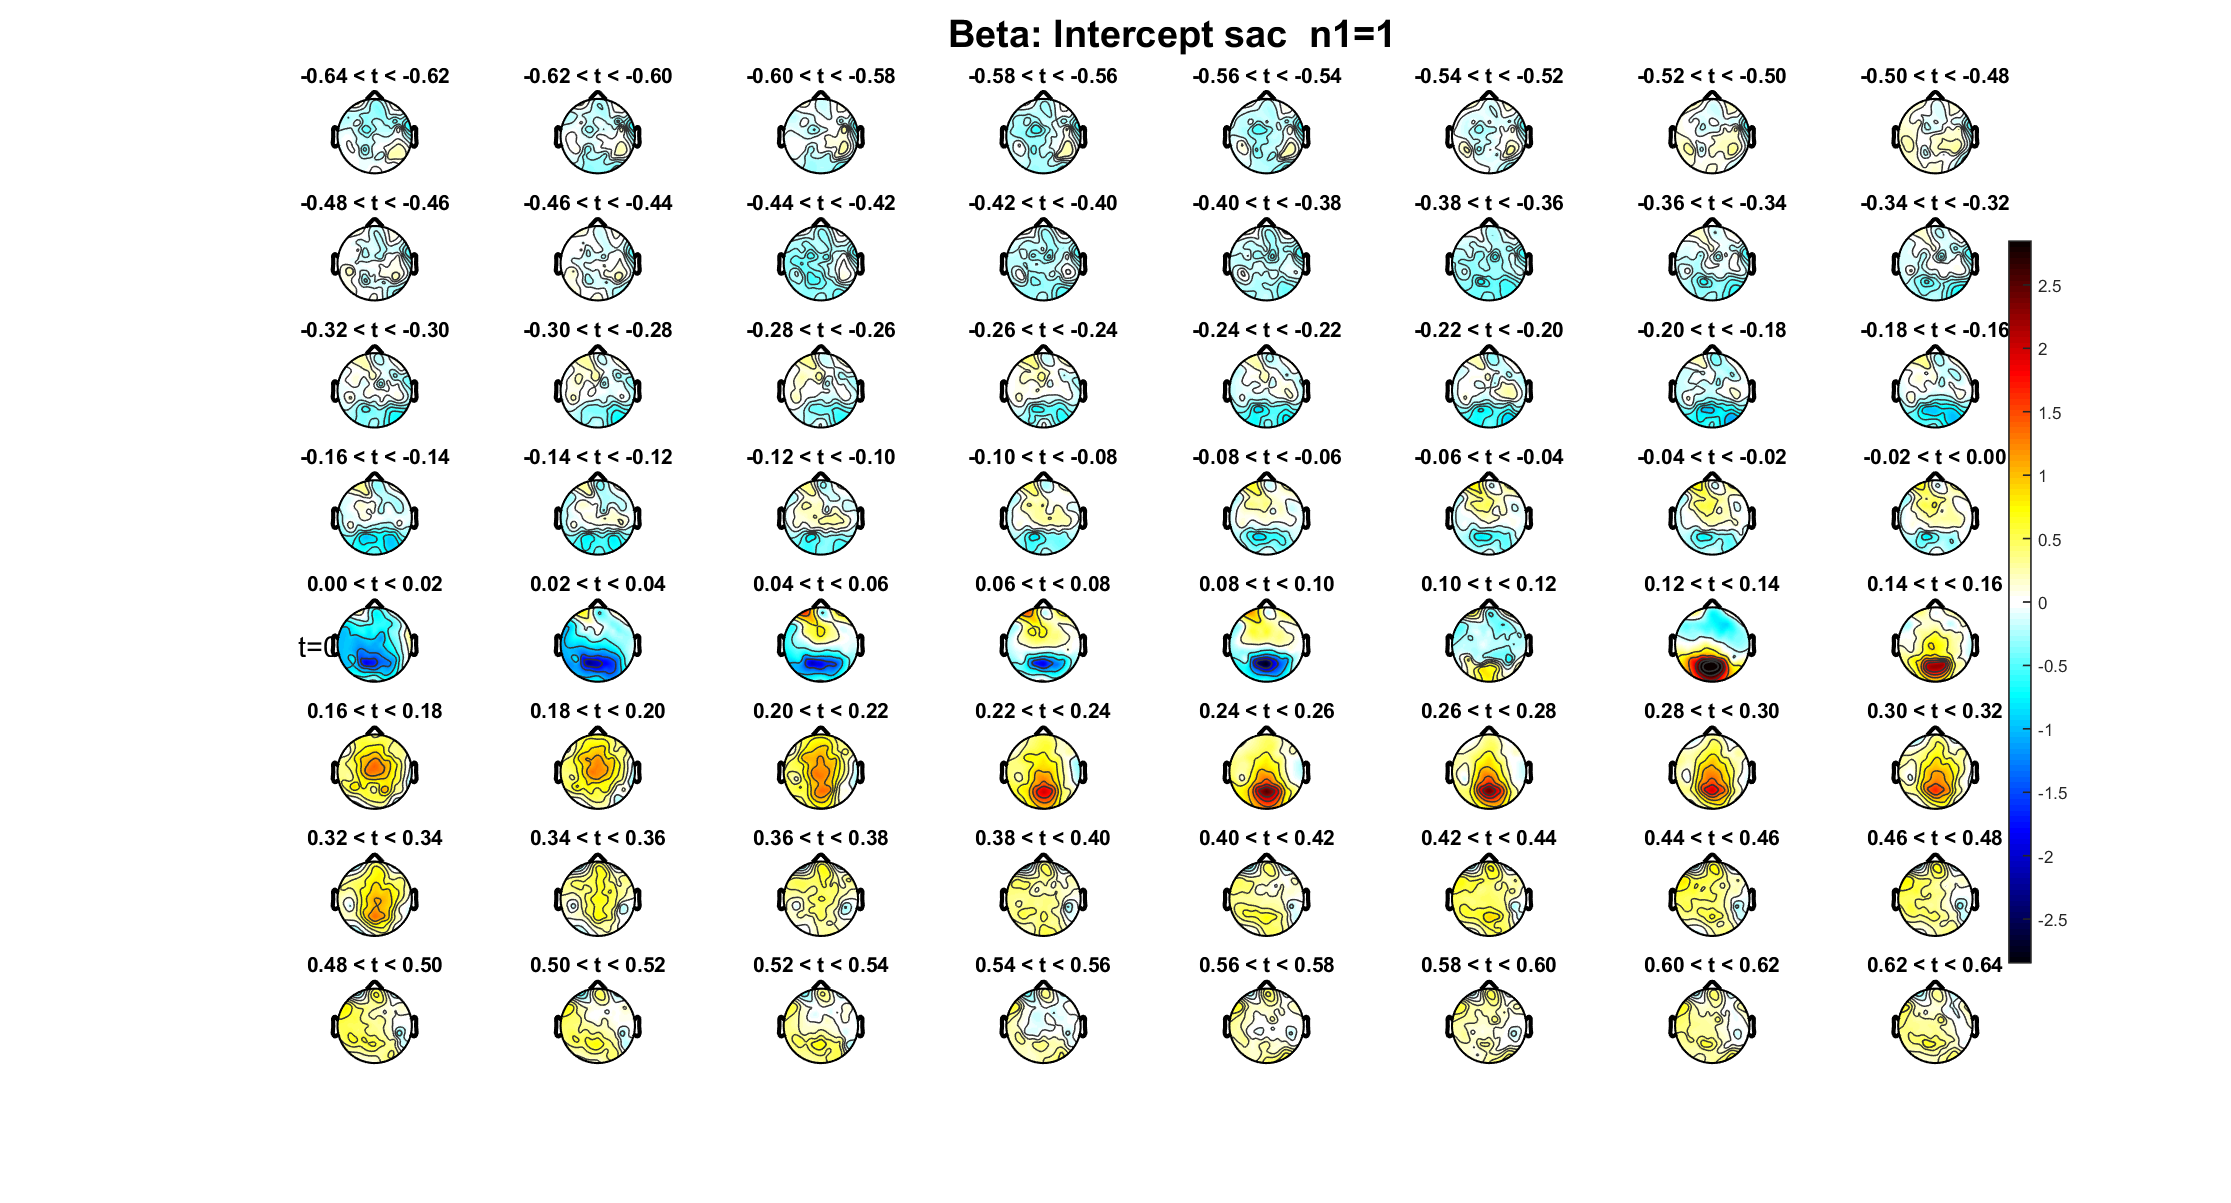 Beta: Intercept sac  n1=1
-0.64 < t < -0.62 -0.62 < t < -0.60 -0.60 < t < -0.58 -0.58 < t < -0.56 -0.56 < t < -0.54 -0.54 < t < -0.52 -0.52 < t < -0.50 -0.50 < t < -0.48
-0.48 < t < -0.46 -0.46 < t < -0.44 -0.44 < t < -0.42 -0.42 < t < -0.40 -0.40 < t < -0.38 -0.38 < t < -0.36 -0.36 < t < -0.34 -0.34 < t < -0.32
2.5
-0.32 < t < -0.30 -0.30 < t < -0.28 -0.28 < t < -0.26 -0.26 < t < -0.24 -0.24 < t < -0.22 -0.22 < t < -0.20 -0.20 < t < -0.18 -0.18 < t < -0.16
2
1.5
-0.16 < t < -0.14 -0.14 < t < -0.12 -0.12 < t < -0.10 -0.10 < t < -0.08 -0.08 < t < -0.06 -0.06 < t < -0.04 -0.04 < t < -0.02 -0.02 < t < 0.00
1
0.5
0.00 < t < 0.02 0.02 < t < 0.04 0.04 < t < 0.06 0.06 < t < 0.08 0.08 < t < 0.10 0.10 < t < 0.12 0.12 < t < 0.14 0.14 < t < 0.16
0
t=0
-0.5
0.16 < t < 0.18 0.18 < t < 0.20 0.20 < t < 0.22 0.22 < t < 0.24 0.24 < t < 0.26 0.26 < t < 0.28 0.28 < t < 0.30 0.30 < t < 0.32
-1
-1.5
0.32 < t < 0.34 0.34 < t < 0.36 0.36 < t < 0.38 0.38 < t < 0.40 0.40 < t < 0.42 0.42 < t < 0.44 0.44 < t < 0.46 0.46 < t < 0.48
-2
-2.5
0.48 < t < 0.50 0.50 < t < 0.52 0.52 < t < 0.54 0.54 < t < 0.56 0.56 < t < 0.58 0.58 < t < 0.60 0.60 < t < 0.62 0.62 < t < 0.64